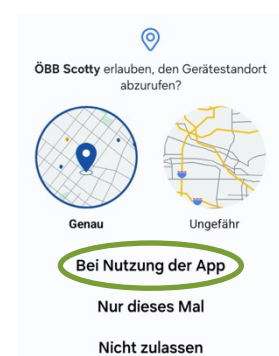 ÖBB Scotty erlauben, den Gerätestandort
abzurufen?
Genau Ungefähr
Bei Nutzung der App
Nur dieses Mal
Nicht zulassen